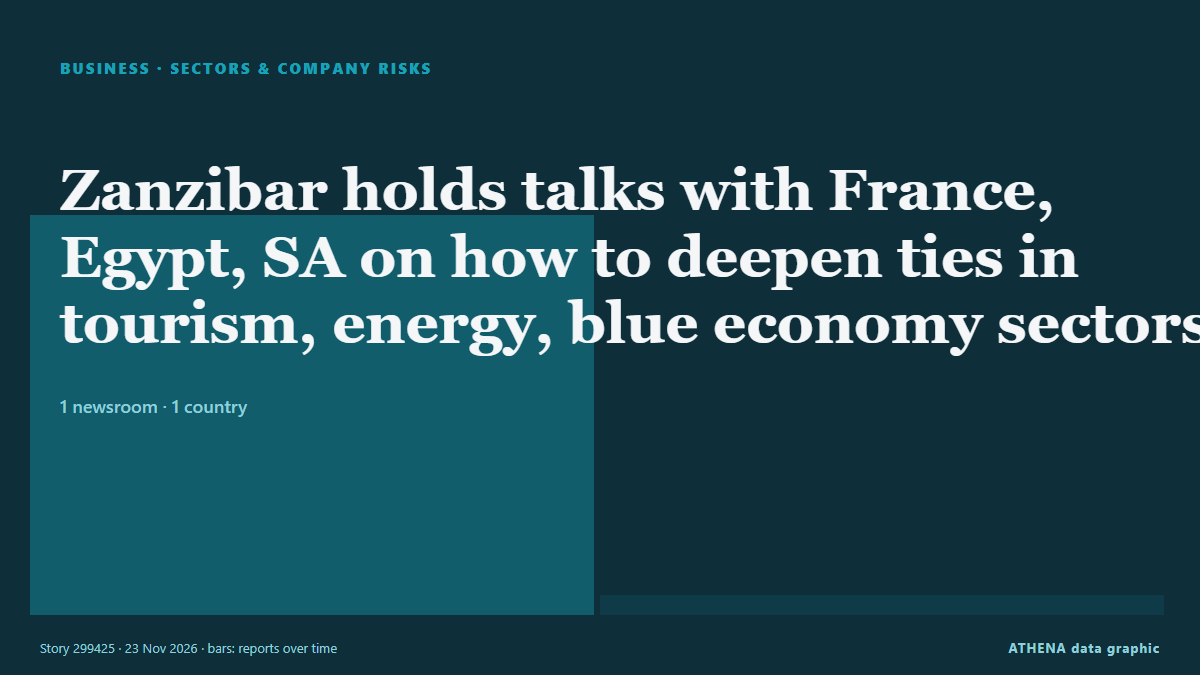 BUSINESS · SECTORS & COMPANY RISKS
Zanzibar holds talks with France,
Egypt, SA on how to deepen ties in
tourism, energy, blue economy sectors
1 newsroom · 1 country
Story 299425 · 23 Nov 2026 · bars: reports over time
ATHENA data graphic